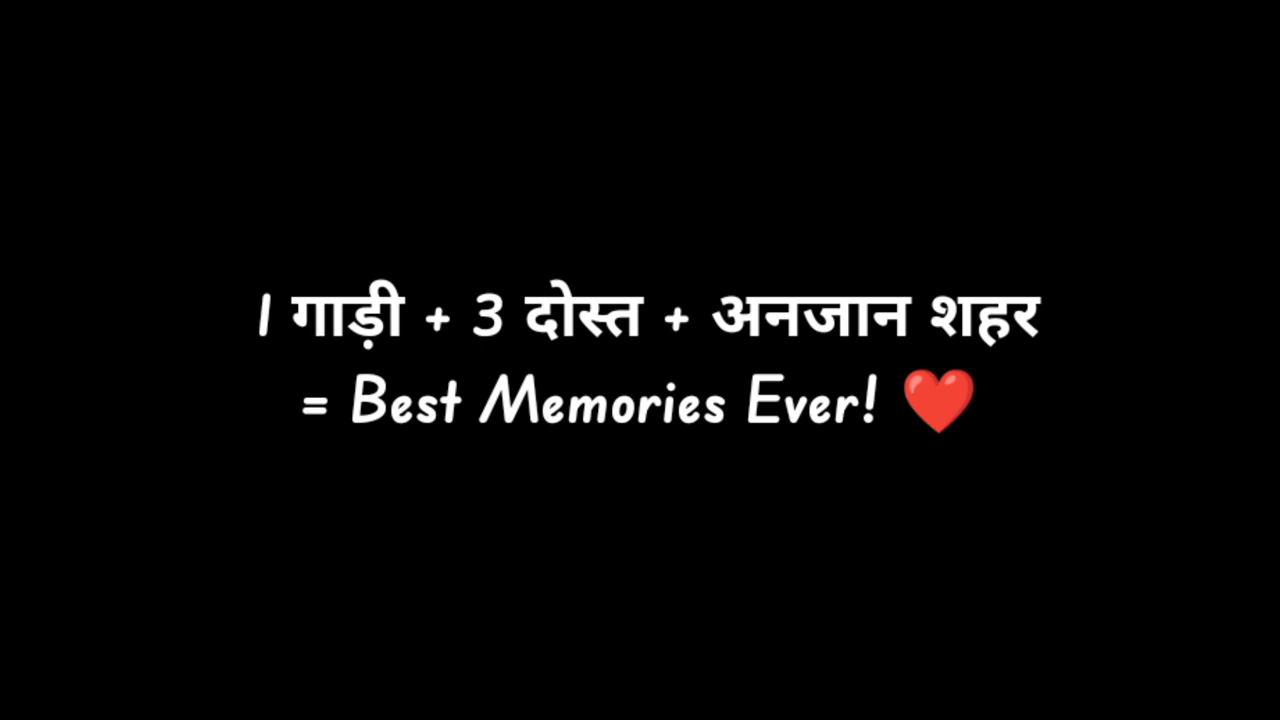 1 गाड़ी + 3 दोस्त + अनजान शहर
= Best Memories Ever! ❤️